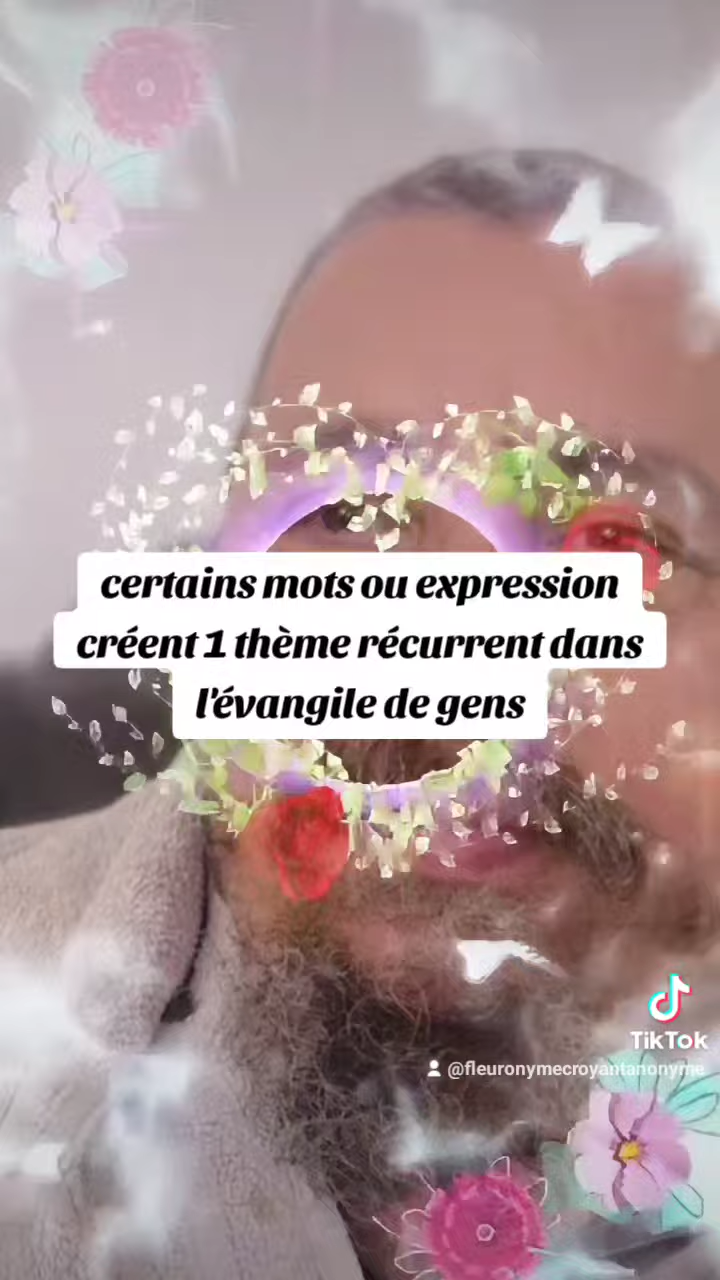 certains mots ou expression
créent 1 thème récurrent dans
l'évangile de gens
TikTok
@fleuronymecroyantanonyme